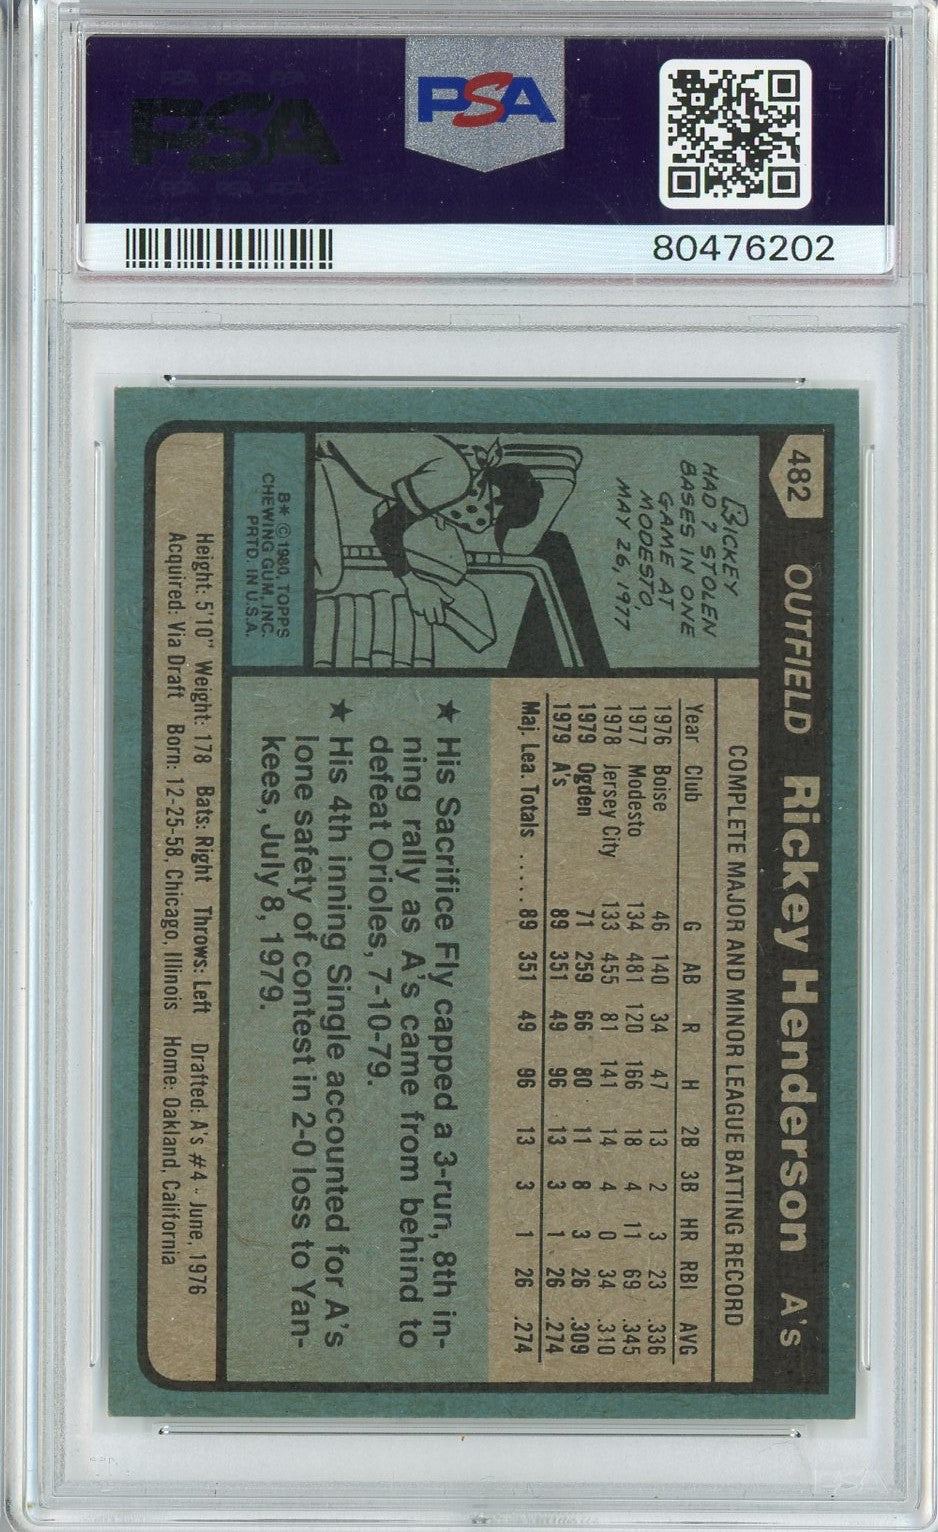 PSA
PSA
80476202
482 OUTFIELD Rickey Henderson A's
RICKEY
HAD 7 STOLEN
BASES IN ONE
GAME AT
MODESTO,
MAY 26, 1977
B* © 1980, TOPPS
CHEWING GUM, INC.
PRTD. IN U.S.A.
COMPLETE MAJOR AND MINOR LEAGUE BATTING RECORD
Year Club G AB R H 2B 3B HR RBI AVG
1976 Boise 46 140 34 47 13 2 3 23 .336
1977 Modesto 134 481 120 166 18 4 11 69 .345
1978 Jersey City 133 455 81 141 14 4 0 34 .310
1979 Ogden 71 259 66 80 11 8 3 26 .309
1979 A's 89 351 49 96 13 3 1 26 .274
Maj. Lea. Totals ..... 89 351 49 96 13 3 1 26 .274
★ His Sacrifice Fly capped a 3-run, 8th in-
ning rally as A's came from behind to
defeat Orioles, 7-10-79.
★ His 4th inning Single accounted for A's
lone safety of contest in 2-0 loss to Yan-
kees, July 8, 1979.
Height: 5'10" Weight: 178 Bats: Right Throws: Left Drafted: A's #4 - June, 1976
Acquired: Via Draft Born: 12-25-58, Chicago, Illinois Home: Oakland, California